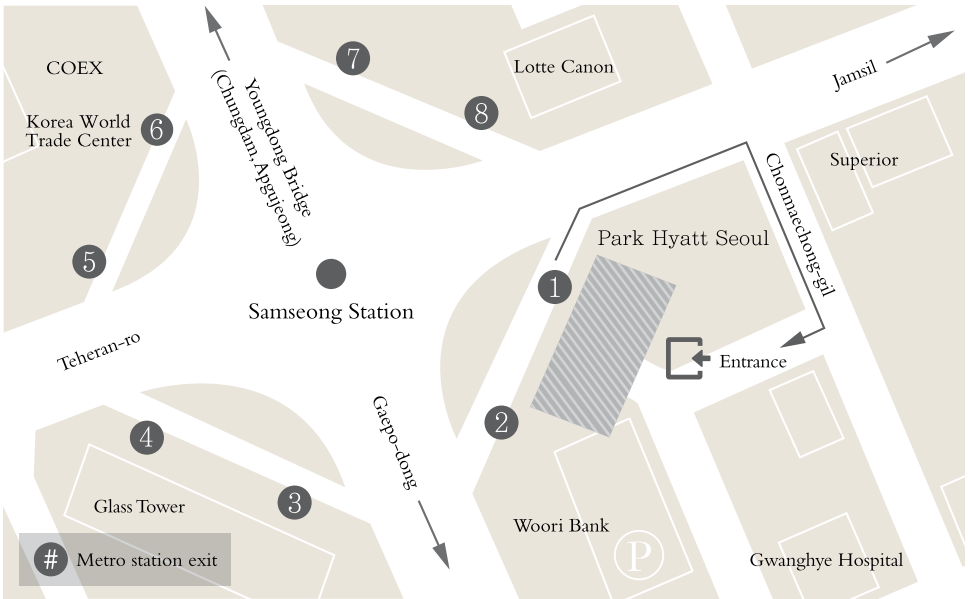 COEX
Korea World
Trade Center
6
5
Youngdong Bridge
(Chungdam, Apgujeong)
7
8
Lotte Canon
Jamsil
Superior
Chonmaechong-gil
Park Hyatt Seoul
1
Samseong Station
Teheran-ro
Entrance
2
Gaepo-dong
4
3
Glass Tower
Woori Bank
P
Gwanghye Hospital
# Metro station exit